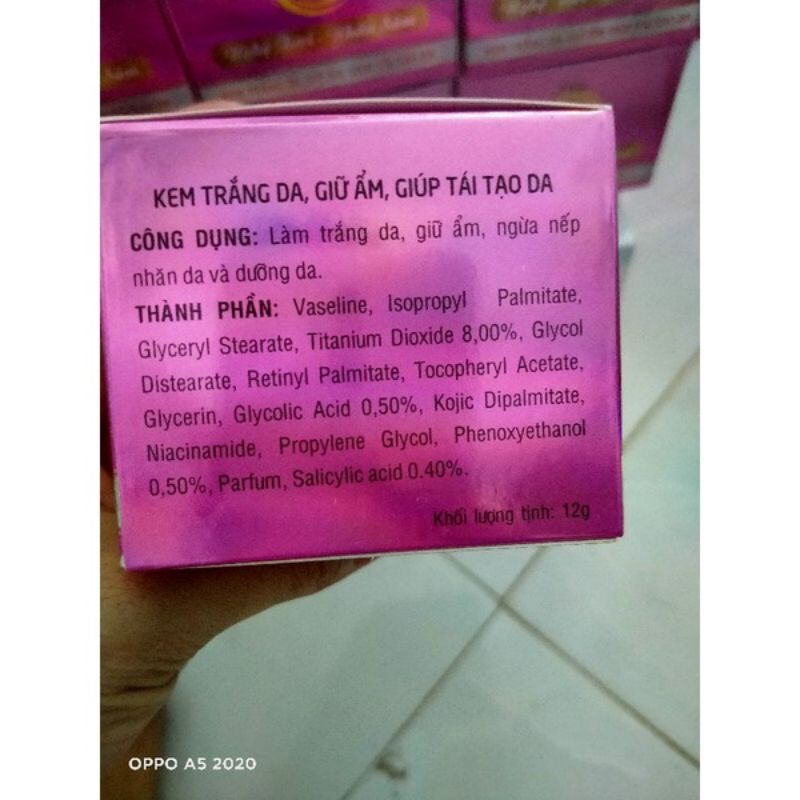 KEM TRẮNG DA, GIỮ ẨM, GIÚP TÁI TẠO DA
CÔNG DỤNG: Làm trắng da, giữ ẩm, ngừa nếp
nhăn da và dưỡng da.
THÀNH PHẦN: Vaseline, Isopropyl Palmitate,
Glyceryl Stearate, Titanium Dioxide 8,00%, Glycol
Distearate, Retinyl Palmitate, Tocopheryl Acetate,
Glycerin, Glycolic Acid 0,50%, Kojic Dipalmitate,
Niacinamide, Propylene Glycol, Phenoxyethanol
0,50%, Parfum, Salicylic acid 0.40%.
Khối lượng tịnh: 12g
OPPO A5 2020